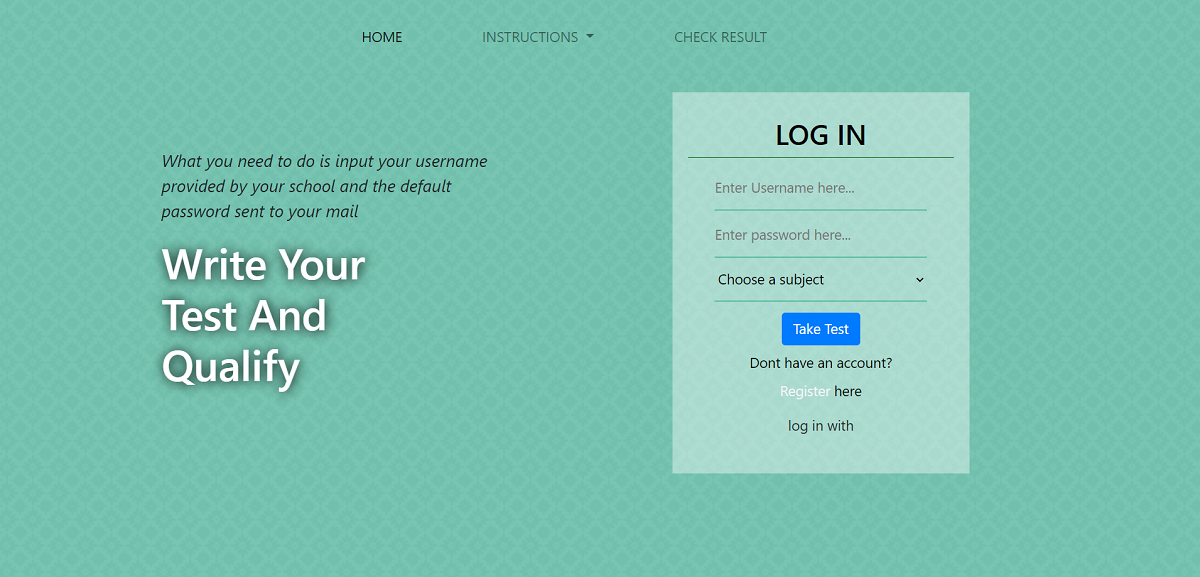 HOME
INSTRUCTIONS
CHECK RESULT
What you need to do is input your username
provided by your school and the default
password sent to your mail
Write Your
Test And
Qualify
LOG IN
Enter Username here...
Enter password here...
Choose a subject
Take Test
Dont have an account?
Register here
log in with